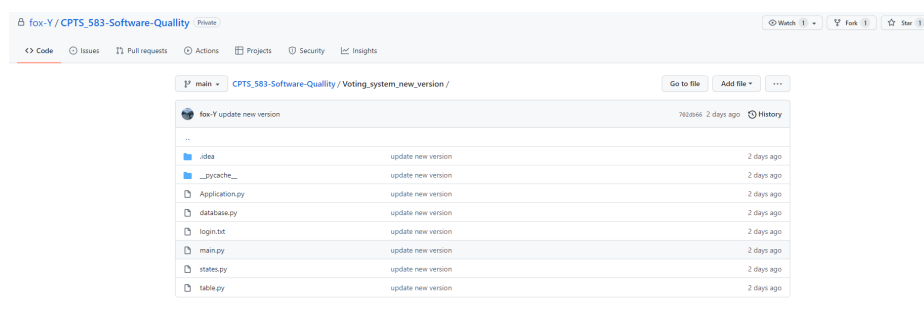 fox-Y / CPTS_583-Software-Quallity Private
Watch 1 Fork 1 Star 1
Code Issues Pull requests Actions Projects Security Insights
main CPTS_583-Software-Quallity / Voting_system_new_version / Go to file Add file ...
fox-Y update new version 702db66 2 days ago History
..
.idea update new version 2 days ago
__pycache__ update new version 2 days ago
Application.py update new version 2 days ago
database.py update new version 2 days ago
login.txt update new version 2 days ago
main.py update new version 2 days ago
states.py update new version 2 days ago
table.py update new version 2 days ago